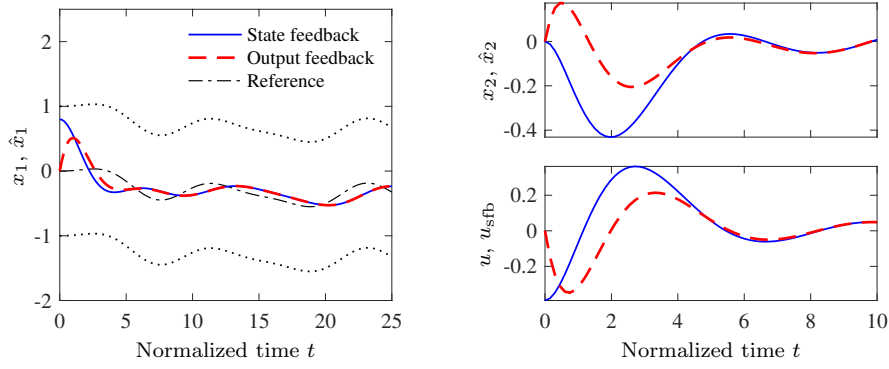 2
1
0
-1
-2
x₁, x̂₁
State feedback
Output feedback
Reference
0 5 10 15 20 25
Normalized time t
0
-0.2
-0.4
x₂, x̂₂
0.2
0
-0.2
u, u_sfb
0 2 4 6 8 10
Normalized time t